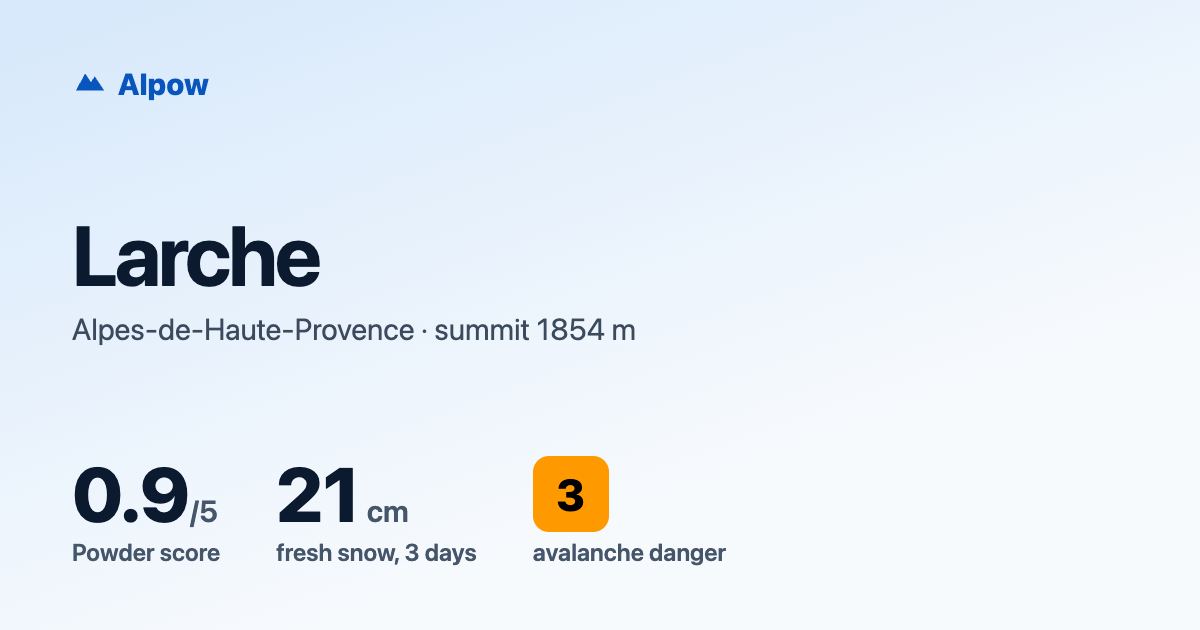 Alpow
Larche
Alpes-de-Haute-Provence · summit 1854 m
0.9/5
Powder score
21 cm
fresh snow, 3 days
3
avalanche danger